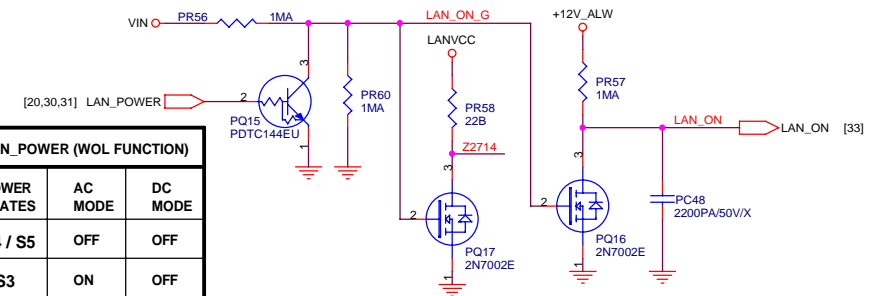 VIN
PR56
1MA
LAN_ON_G
+12V_ALW
LANVCC
3
PR57
1MA
[20,30,31] LAN_POWER
2
PQ15
PDTC144EU
1
PR60
1MA
PR58
22B
LAN_ON
LAN_ON [33]
Z2714
3
3
2
PQ17
2N7002E
1
2
PQ16
2N7002E
1
PC48
2200PA/50V/X
N_POWER (WOL FUNCTION)
OWER
ATES
AC
MODE
DC
MODE
/ S5
OFF
OFF
S3
ON
OFF